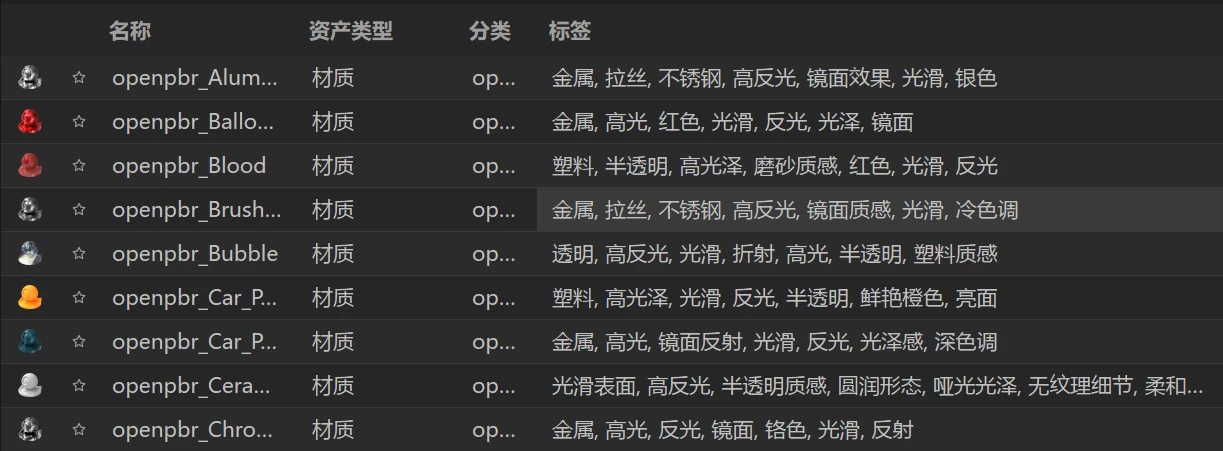 名称 资产类型 分类 标签
openpbr_Alum... 材质 op... 金属, 拉丝, 不锈钢, 高反光, 镜面效果, 光滑, 银色
openpbr_Ballo... 材质 op... 金属, 高光, 红色, 光滑, 反光, 光泽, 镜面
openpbr_Blood 材质 op... 塑料, 半透明, 高光泽, 磨砂质感, 红色, 光滑, 反光
openpbr_Brush... 材质 op... 金属, 拉丝, 不锈钢, 高反光, 镜面质感, 光滑, 冷色调
openpbr_Bubble 材质 op... 透明, 高反光, 光滑, 折射, 高光, 半透明, 塑料质感
openpbr_Car_P... 材质 op... 塑料, 高光泽, 光滑, 反光, 半透明, 鲜艳橙色, 亮面
openpbr_Car_P... 材质 op... 金属, 高光, 镜面反射, 光滑, 反光, 光泽感, 深色调
openpbr_Cera... 材质 op... 光滑表面, 高反光, 半透明质感, 圆润形态, 哑光光泽, 无纹理细节, 柔和...
openpbr_Chro... 材质 op... 金属, 高光, 反光, 镜面, 铬色, 光滑, 反射